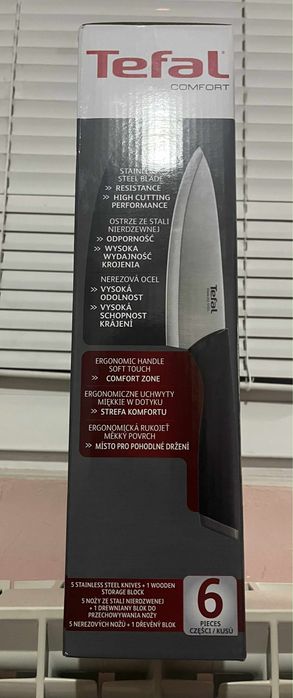 Tefal
COMFORT
STAINLESS
STEEL BLADE
>> RESISTANCE
>> HIGH CUTTING
PERFORMANCE
OSTRZE ZE STALI
NIERDZEWNEJ
>> ODPORNOŚĆ
>> WYSOKA
WYDAJNOŚĆ
KROJENIA
NEREZOVÁ OCEL
>> VYSOKÁ
ODOLNOST
>> VYSOKÁ
SCHOPNOST
KRÁJENÍ
Tefal
ERGONOMIC HANDLE
SOFT TOUCH
>> COMFORT ZONE
ERGONOMICZNE UCHWYTY
MIĘKKIE W DOTYKU
>> STREFA KOMFORTU
ERGONOMICKÁ RUKOJEŤ
MĚKKÝ POVRCH
>> MÍSTO PRO POHODLNÉ DRŽENÍ
5 STAINLESS STEEL KNIVES + 1 WOODEN
STORAGE BLOCK
5 NOŻY ZE STALI NIERDZEWNEJ
+ 1 DREWNIANY BLOK DO
PRZECHOWYWANIA NOŻY
5 NEREZOVÝCH NOŽŮ + 1 DŘEVĚNÝ BLOK
6
PIECES
CZĘŚCI / KUSŮ